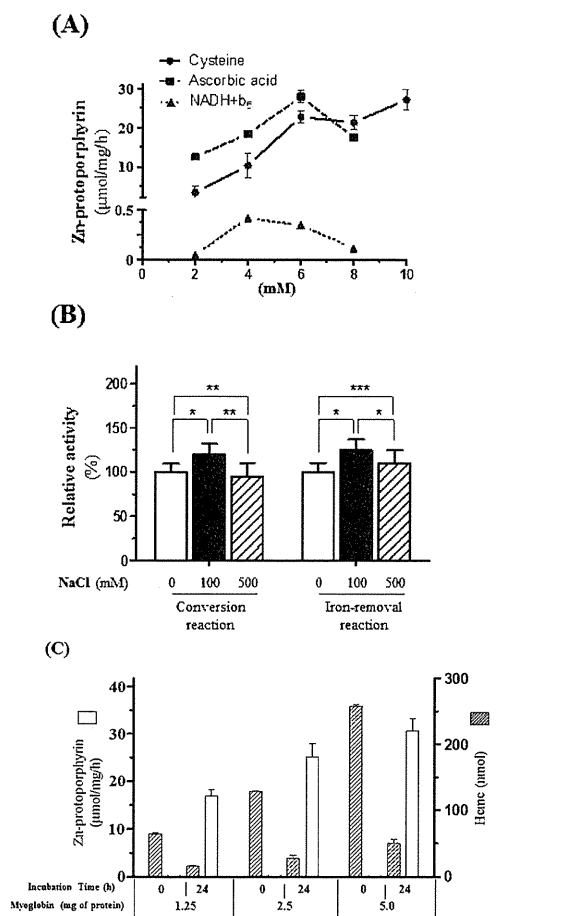 (A)
Cysteine
Ascorbic acid
NADH+b5
Zn-protoporphyrin
(µmol/mg/h)
30
20
10
0.5
0
0 2 4 6 8 10
(mM)
(B)
Relative activity
(%)
200
150
100
50
0
** ***
* ** * *
NaCl (mM) 0 100 500 0 100 500
Conversion
reaction
Iron-removal
reaction
(C)
Zn-protoporphyrin
(µmol/mg/h)
40
30
20
10
0
300
200
100
0
Heme (nmol)
Incubation Time (h) 0 24 0 24 0 24
Myoglobin (mg of protein) 1.25 2.5 5.0